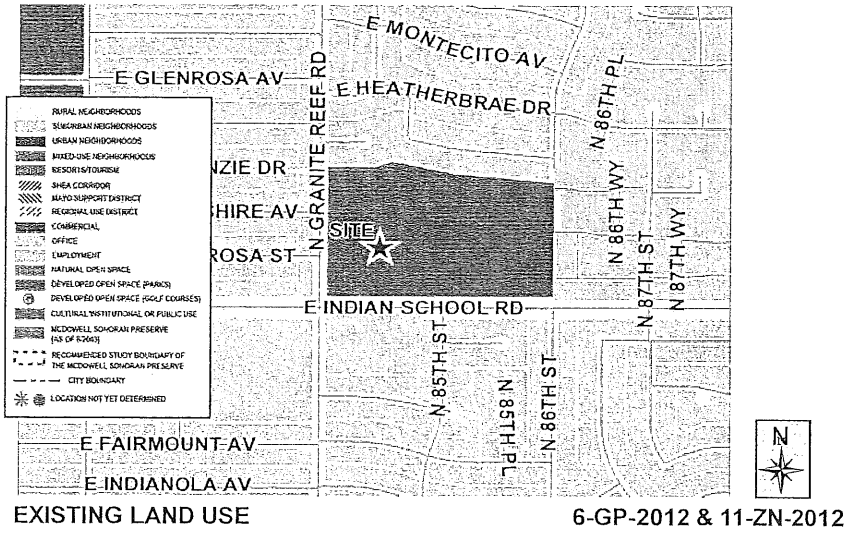 E MONTECITO AV
E GLENROSA AV
N GRANITE REEF RD
E HEATHERBRAE DR
N 86TH PL
RURAL NEIGHBORHOODS
SUBURBAN NEIGHBORHOODS
URBAN NEIGHBORHOODS
MIXED-USE NEIGHBORHOODS
RESORTS/TOURISM
SHEA CORRIDOR
MAYO SUPPORT DISTRICT
REGIONAL USE DISTRICT
COMMERCIAL
OFFICE
EMPLOYMENT
NATURAL OPEN SPACE
DEVELOPED OPEN SPACE (PARKS)
DEVELOPED OPEN SPACE (GOLF COURSES)
CULTURAL/INSTITUTIONAL OR PUBLIC USE
MCDOWELL SONORAN PRESERVE
(AS OF 8/2003)
RECOMMENDED STUDY BOUNDARY OF
THE MCDOWELL SONORAN PRESERVE
CITY BOUNDARY
LOCATION NOT YET DETERMINED
NZIE DR
HIRE AV
ROSA ST
SITE
N 86TH WY
N 87TH ST
N 87TH WY
E INDIAN SCHOOL RD
N 85TH ST
N 85TH PL
N 86TH ST
E FAIRMOUNT AV
E INDIANOLA AV
N
EXISTING LAND USE
6-GP-2012 & 11-ZN-2012